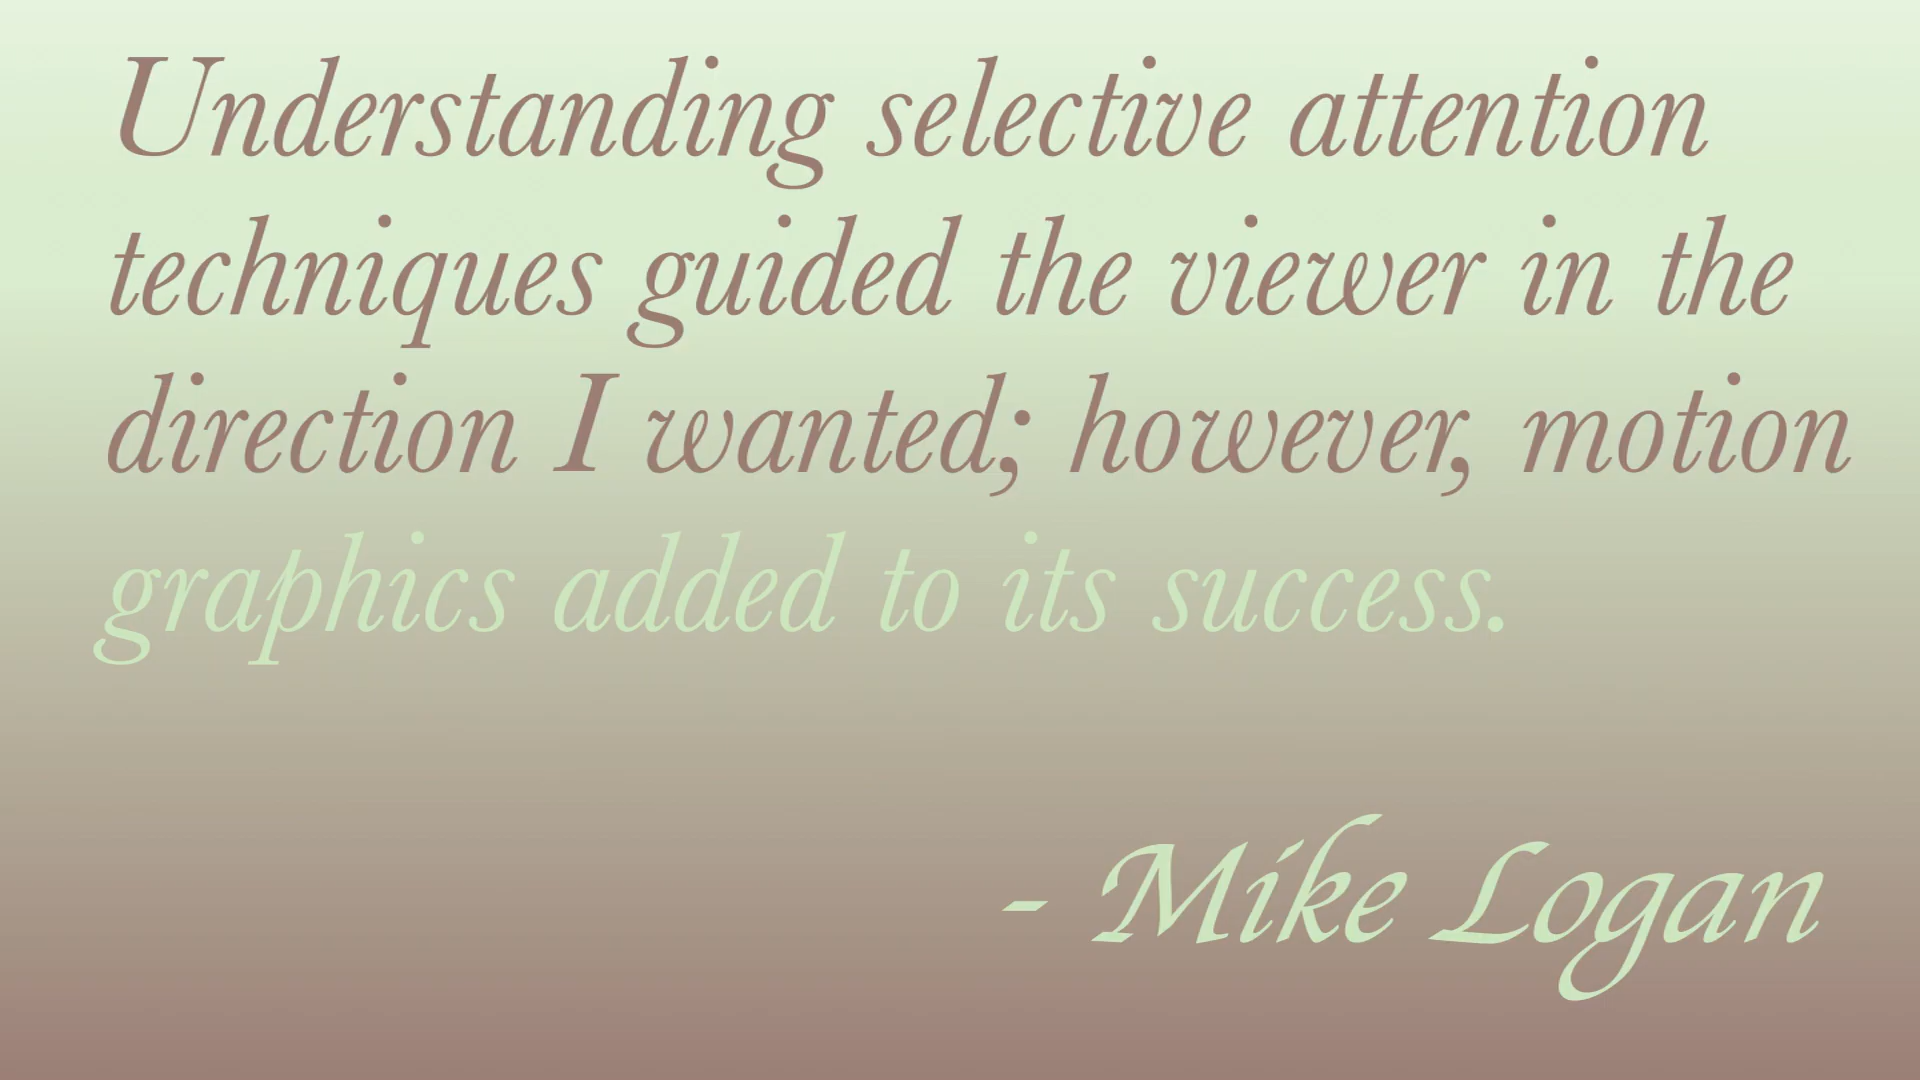 Understanding selective attention
techniques guided the viewer in the
direction I wanted; however, motion
graphics added to its success.
- Mike Logan